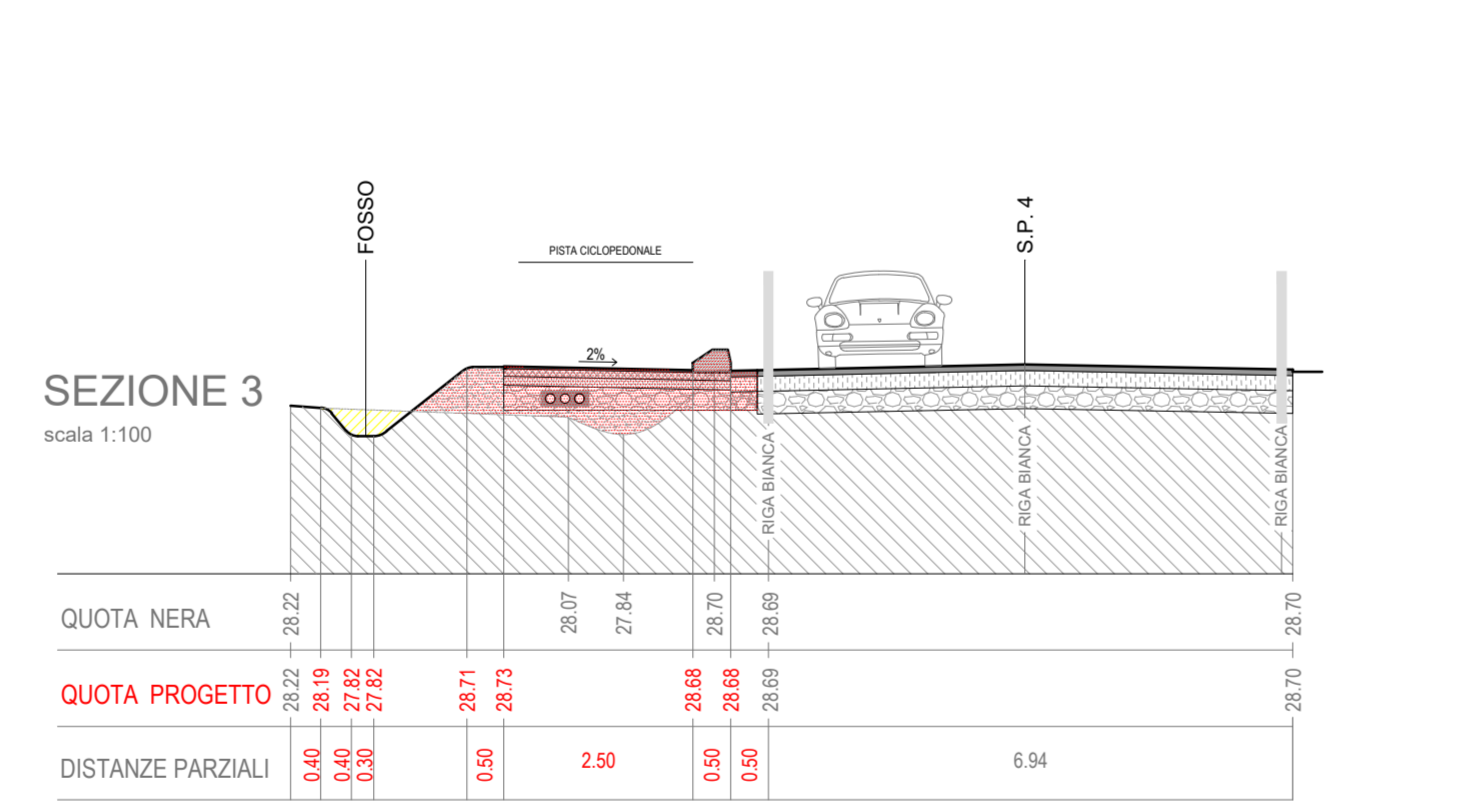 FOSSO
S.P. 4
PISTA CICLOPEDONALE
2%
SEZIONE 3
scala 1:100
RIGA BIANCA
RIGA BIANCA
RIGA BIANCA
QUOTA NERA
28.22
28.07
27.84
28.70
28.69
28.70
QUOTA PROGETTO
28.22
28.19
27.82
27.82
28.71
28.73
28.68
28.68
28.69
28.70
DISTANZE PARZIALI
0.40
0.40
0.30
0.50
2.50
0.50
0.50
6.94